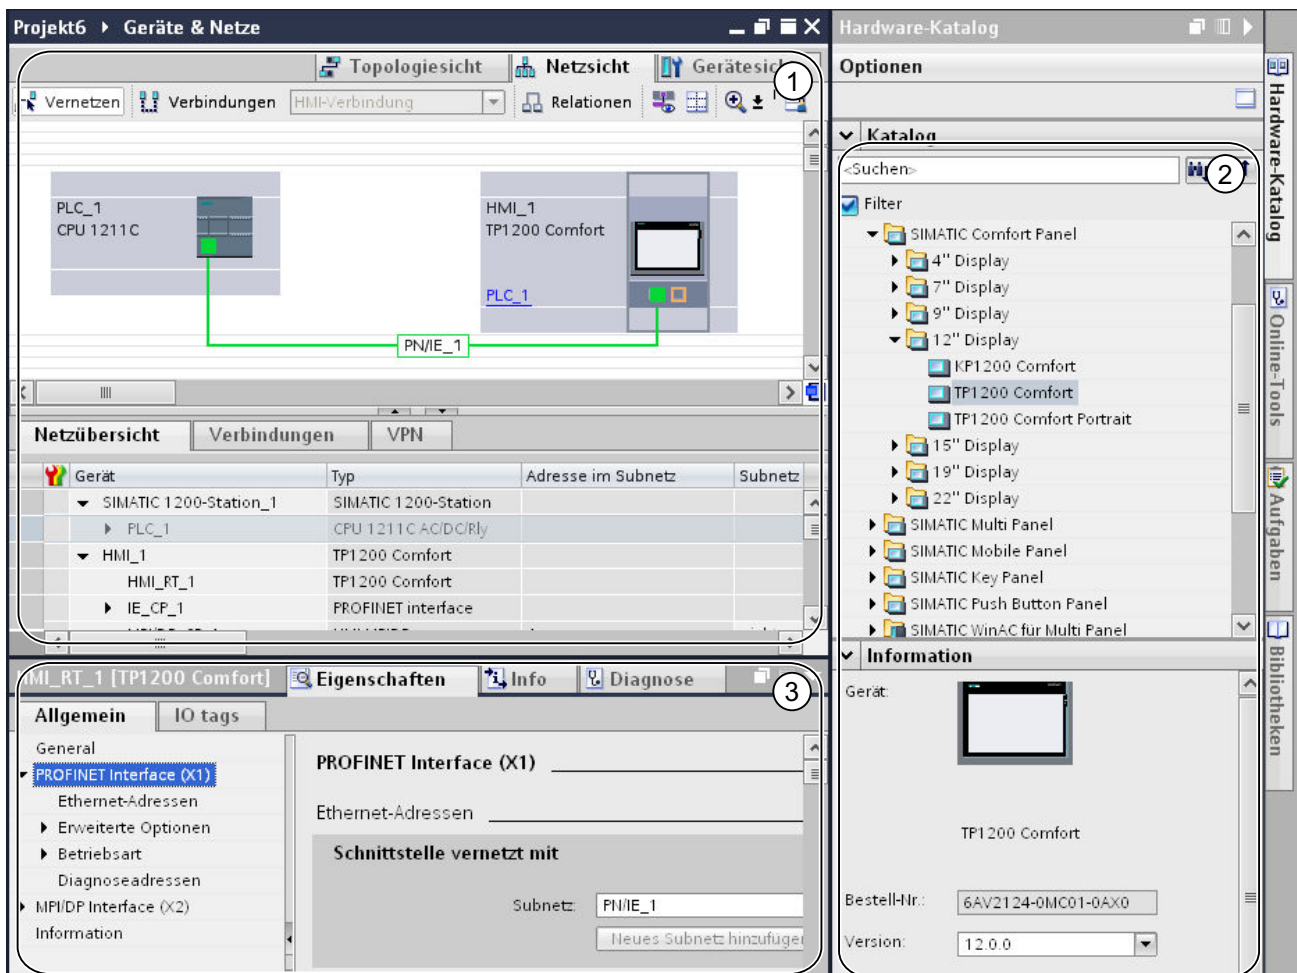 Projekt6 ▸ Geräte & Netze
Topologiesicht
Netzsicht
1
Vernetzen
Verbindungen
HMI-Verbindung
Relationen
PLC_1
CPU 1211C
HMI_1
TP1200 Comfort
PLC_1
PN/IE_1
Netzübersicht
Verbindungen
VPN
Gerät
Typ
Adresse im Subnetz
Subnetz
SIMATIC 1200-Station_1
SIMATIC 1200-Station
PLC_1
CPU 1211C AC/DC/Rly
HMI_1
TP1200 Comfort
HMI_RT_1
TP1200 Comfort
IE_CP_1
PROFINET interface
HMI_RT_1 [TP1200 Comfort]
Eigenschaften
Info
Diagnose
3
Allgemein
IO tags
General
PROFINET Interface (X1)
Ethernet-Adressen
Erweiterte Optionen
Betriebsart
Diagnoseadressen
MPI/DP Interface (X2)
Information
PROFINET Interface (X1)
Ethernet-Adressen
Schnittstelle vernetzt mit
Subnetz:
PN/IE_1
Neues Subnetz hinzufügen
Hardware-Katalog
Optionen
Katalog
<Suchen>
2
Filter
SIMATIC Comfort Panel
4'' Display
7'' Display
9'' Display
12'' Display
KP1200 Comfort
TP1200 Comfort
TP1200 Comfort Portrait
15'' Display
19'' Display
22'' Display
SIMATIC Multi Panel
SIMATIC Mobile Panel
SIMATIC Key Panel
SIMATIC Push Button Panel
SIMATIC WinAC für Multi Panel
Information
Gerät:
TP1200 Comfort
Bestell-Nr.:
6AV2124-0MC01-0AX0
Version:
12.0.0
Hardware-Katalog
Online-Tools
Aufgaben
Bibliotheken